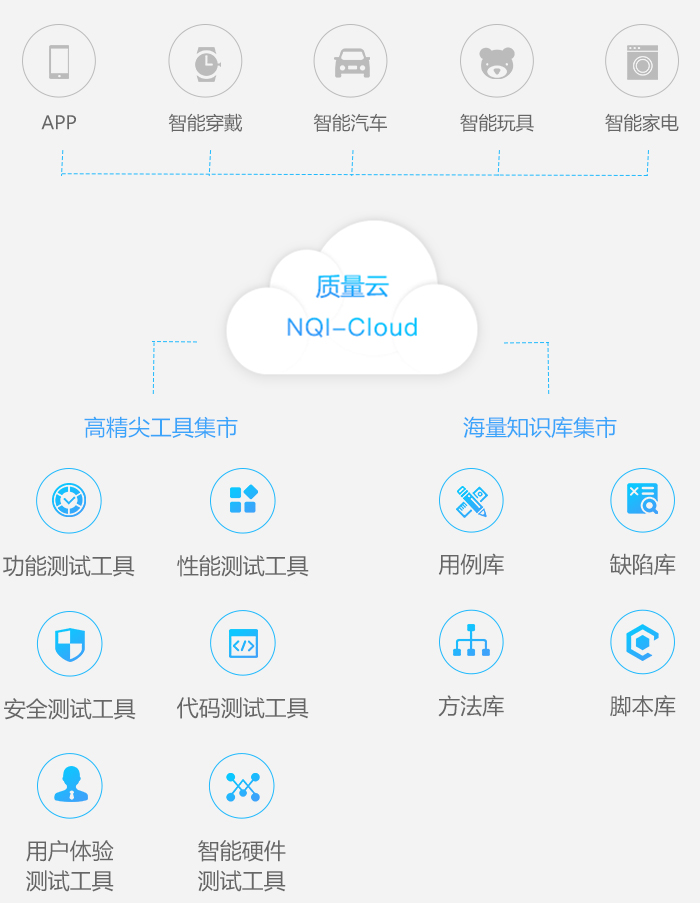 APP
智能穿戴
智能汽车
智能玩具
智能家电
质量云
NQI-Cloud
高精尖工具集市
海量知识库集市
功能测试工具
性能测试工具
用例库
缺陷库
安全测试工具
代码测试工具
方法库
脚本库
用户体验
测试工具
智能硬件
测试工具